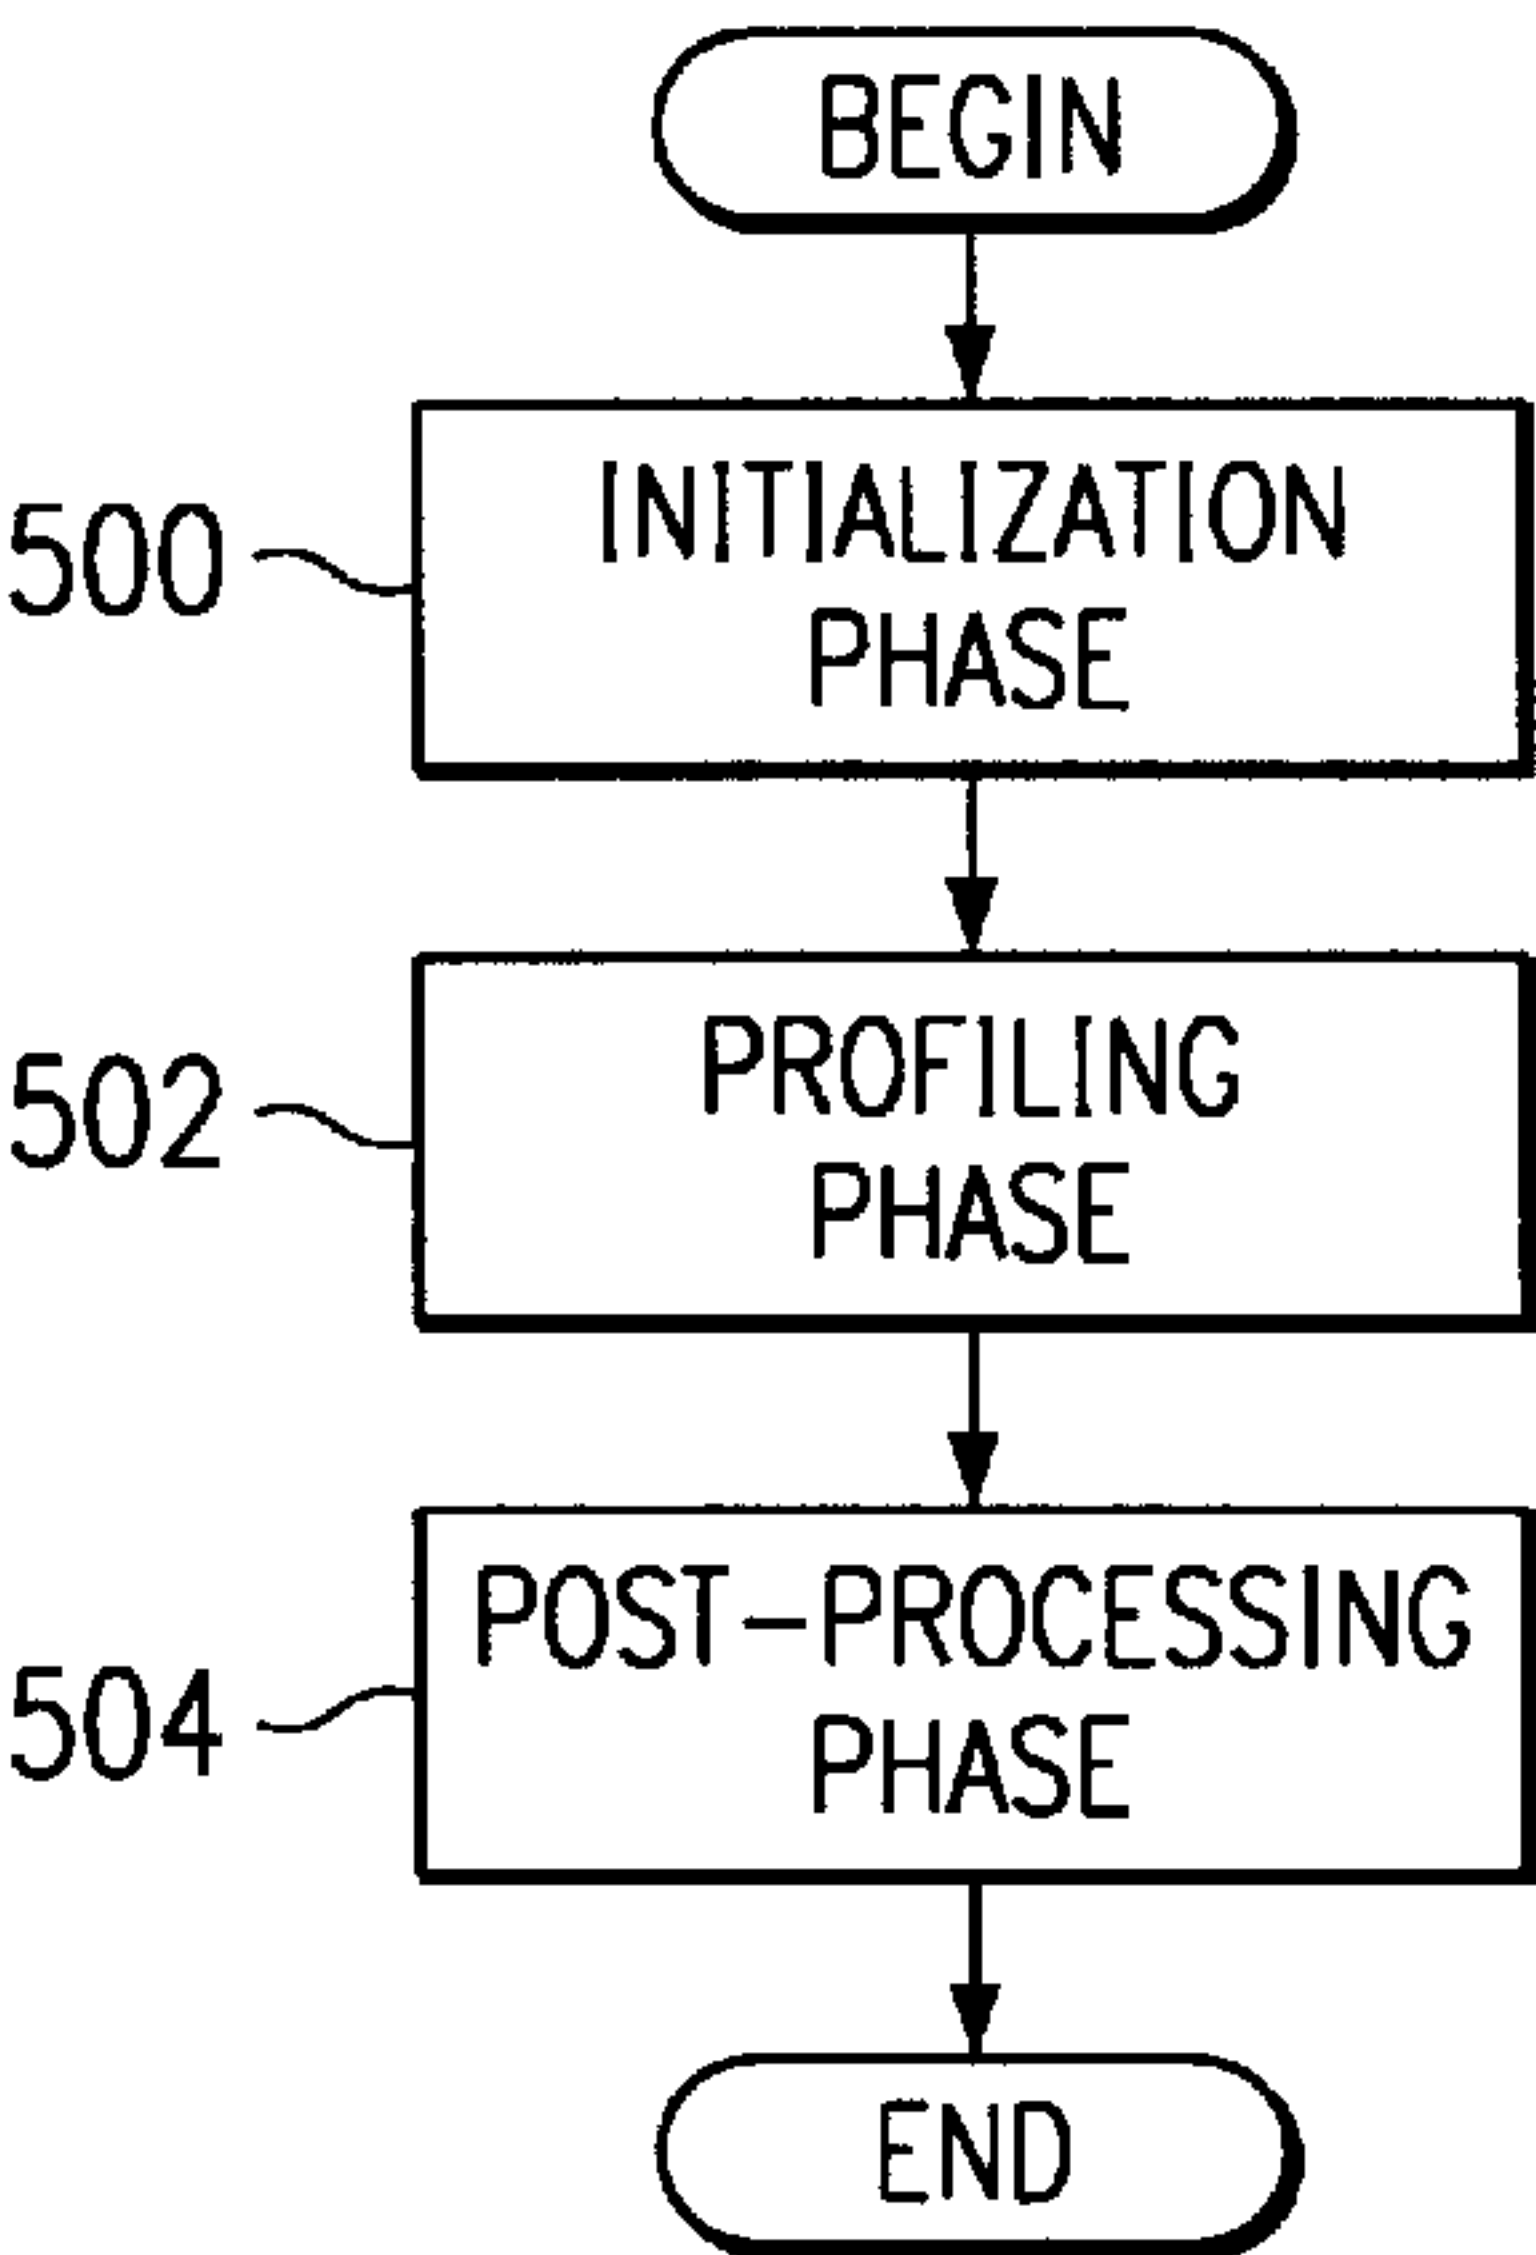 BEGIN
500
INITIALIZATION
PHASE
502
PROFILING
PHASE
504
POST-PROCESSING
PHASE
END